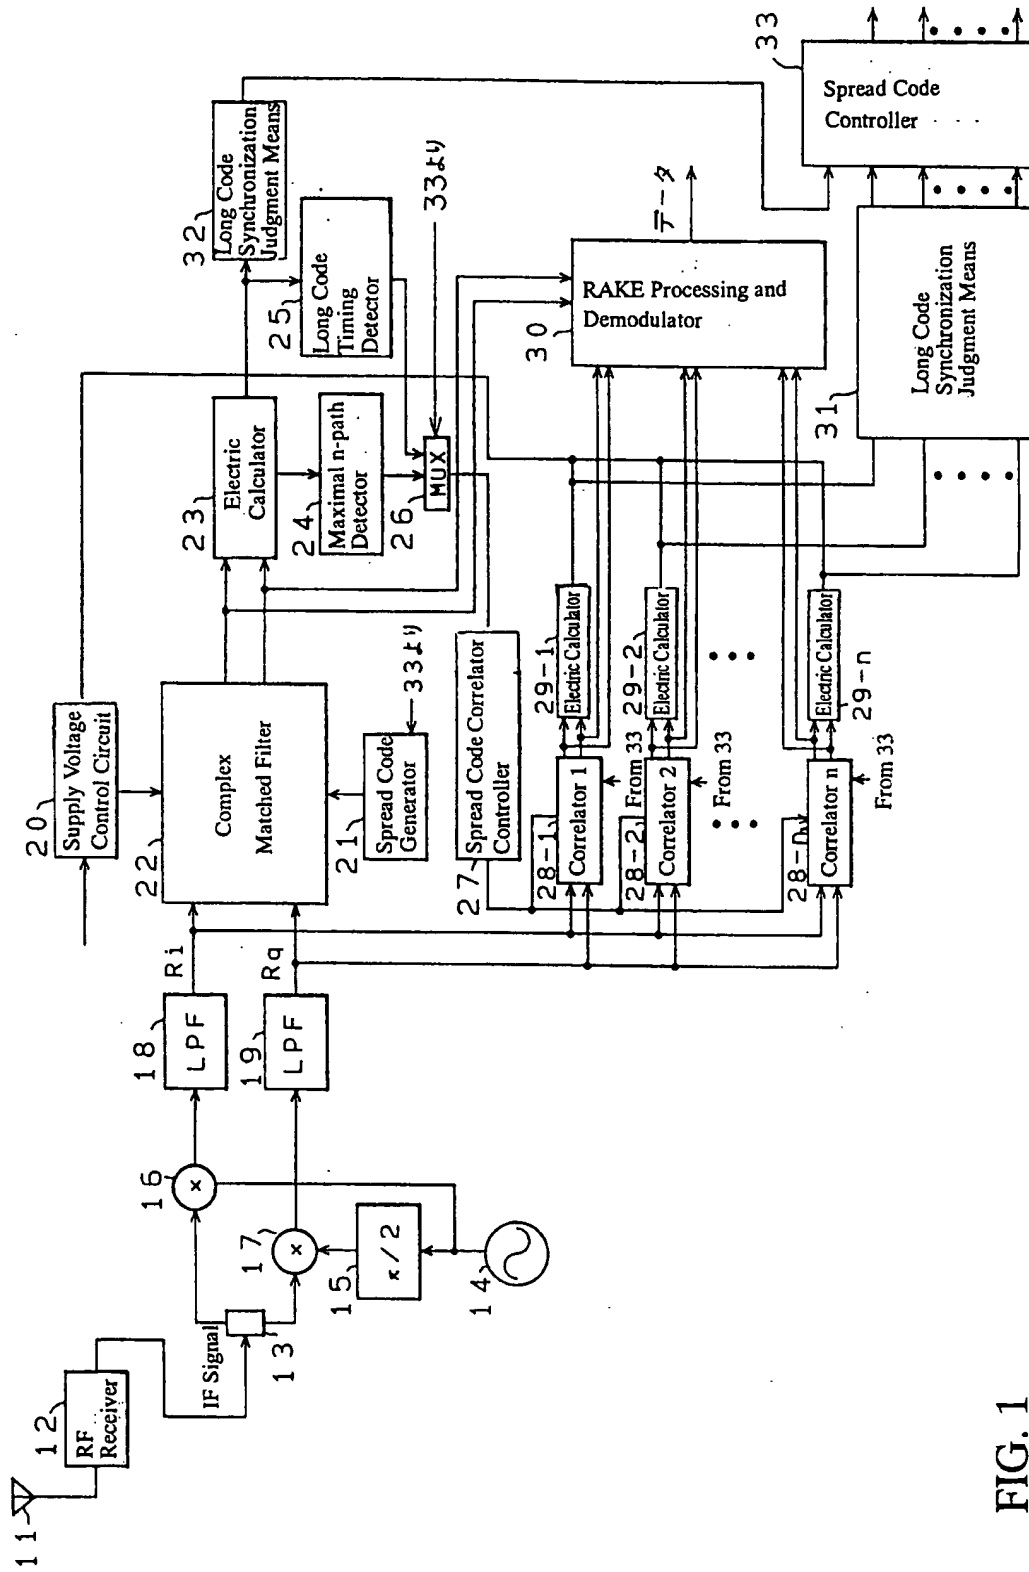 11
12
RF
Receiver
IF Signal
13
14
15
π/2
16
×
17
×
18
LPF
19
LPF
Ri
Rq
20
Supply Voltage
Control Circuit
22
Complex
Matched Filter
21
Spread Code
Generator
33より
23
Electric
Calculator
24
Maximal n-path
Detector
25
Long Code
Timing
Detector
26
MUX
33より
32
Long Code
Synchronization
Judgment Means
27
Spread Code Correlator
Controller
28-1
Correlator 1
From 33
28-2
Correlator 2
From 33
28-n
Correlator n
From 33
29-1
Electric Calculator
29-2
Electric Calculator
29-n
Electric Calculator
30
RAKE Processing and
Demodulator
データ
31
Long Code
Synchronization
Judgment Means
33
Spread Code
Controller
FIG. 1